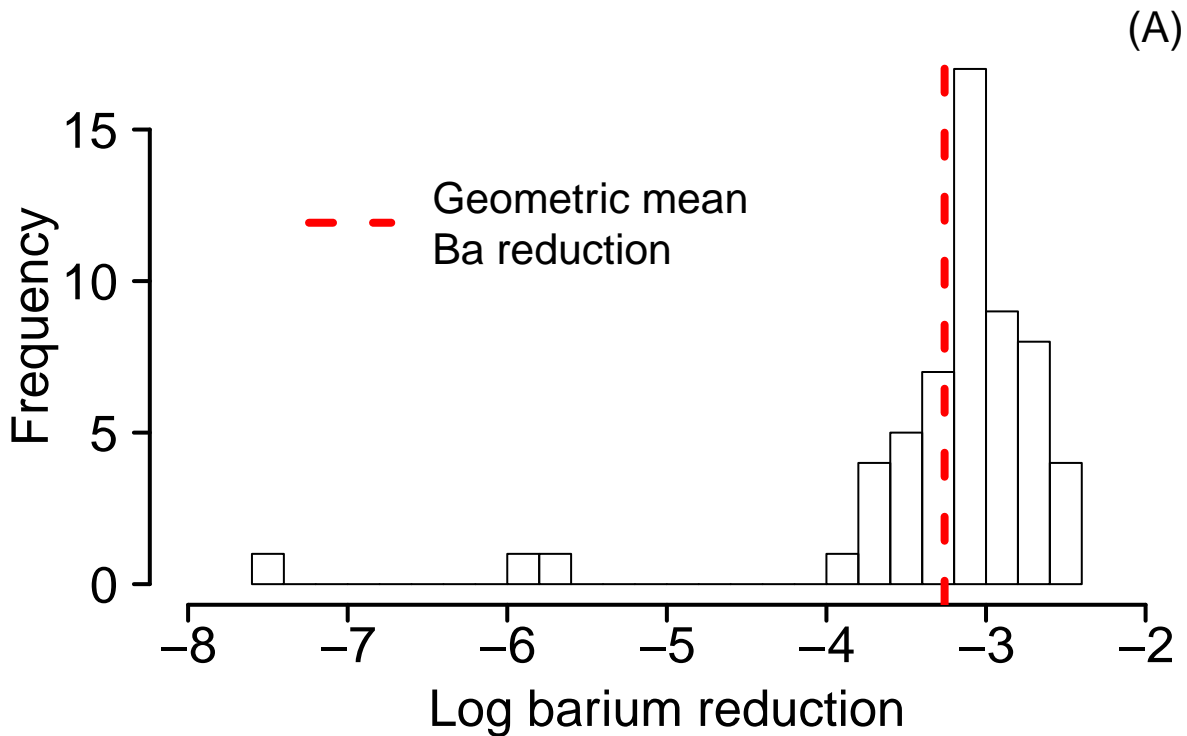 (A)
15
10
5
0
Frequency
Geometric mean
Ba reduction
–8 –7 –6 –5 –4 –3 –2
Log barium reduction